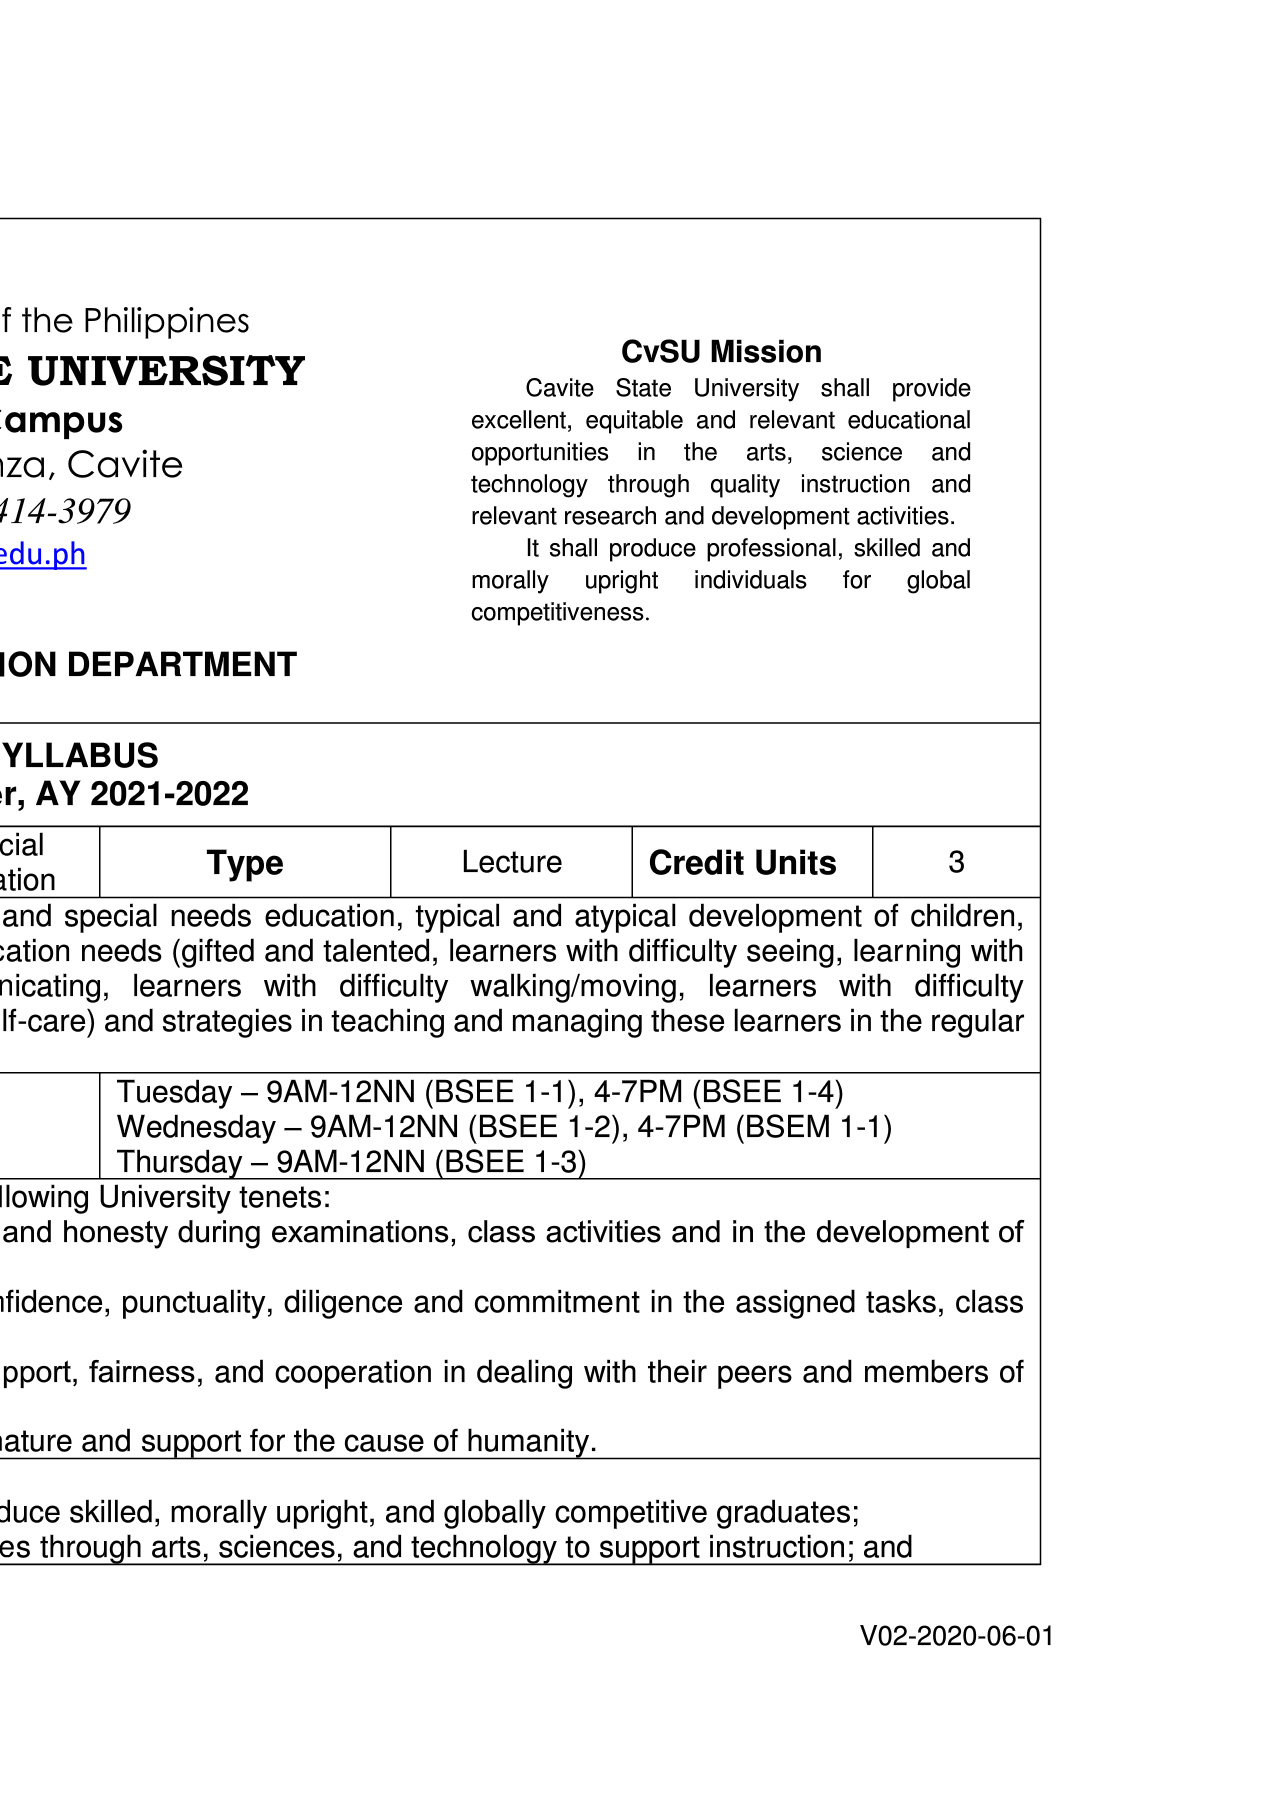 f the Philippines
E UNIVERSITY
Campus
nza, Cavite
414-3979
edu.ph
ION DEPARTMENT
CvSU Mission
Cavite State University shall provide
excellent, equitable and relevant educational
opportunities in the arts, science and
technology through quality instruction and
relevant research and development activities.
It shall produce professional, skilled and
morally upright individuals for global
competitiveness.
YLLABUS
er, AY 2021-2022
cial
ation
Type
Lecture
Credit Units
3
and special needs education, typical and atypical development of children,
cation needs (gifted and talented, learners with difficulty seeing, learning with
nicating, learners with difficulty walking/moving, learners with difficulty
lf-care) and strategies in teaching and managing these learners in the regular
Tuesday – 9AM-12NN (BSEE 1-1), 4-7PM (BSEE 1-4)
Wednesday – 9AM-12NN (BSEE 1-2), 4-7PM (BSEM 1-1)
Thursday – 9AM-12NN (BSEE 1-3)
llowing University tenets:
and honesty during examinations, class activities and in the development of
nfidence, punctuality, diligence and commitment in the assigned tasks, class
pport, fairness, and cooperation in dealing with their peers and members of
nature and support for the cause of humanity.
duce skilled, morally upright, and globally competitive graduates;
es through arts, sciences, and technology to support instruction; and
V02-2020-06-01